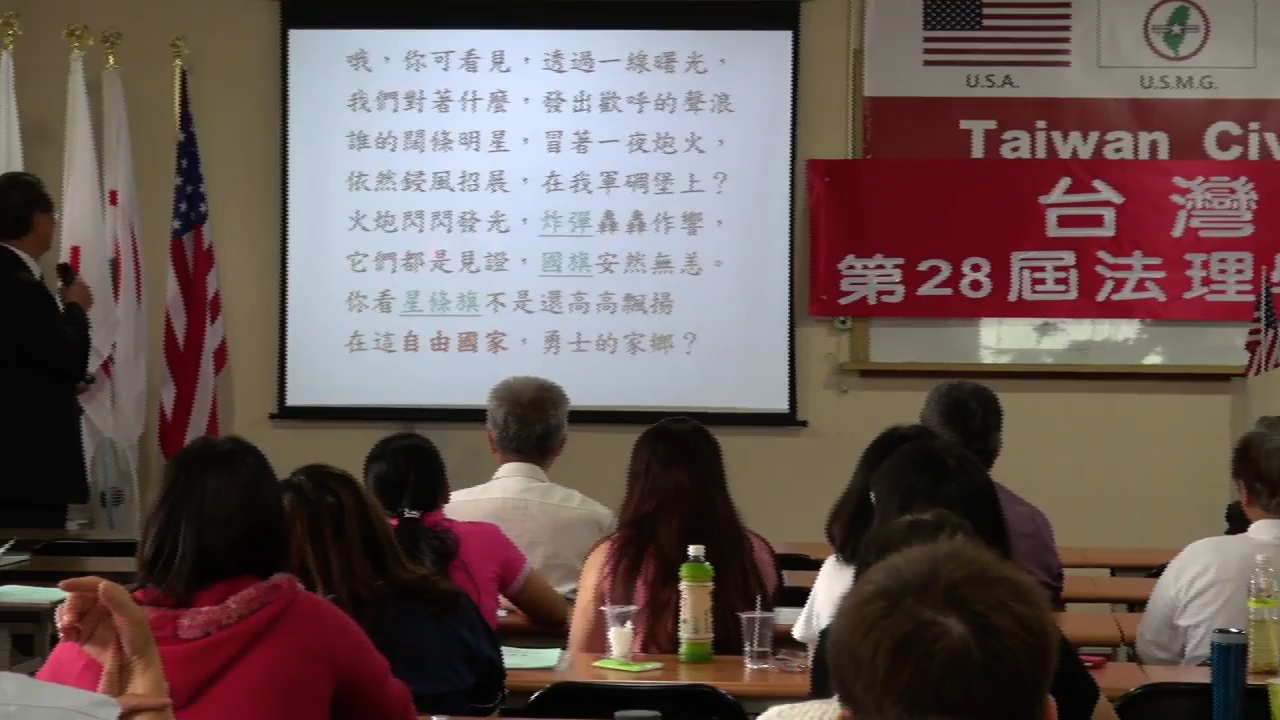 哦，你可看見，透過一線曙光，
我們對著什麼，發出歡呼的聲浪
誰的闊條明星，冒著一夜炮火，
依然迎風招展，在我軍碉堡上？
火炮閃閃發光，炸彈轟轟作響，
它們都是見證，國旗安然無恙。
你看星條旗不是還高高飄揚
在這自由國家，勇士的家鄉？
U.S.A.
U.S.M.G.
Taiwan Civ
台灣
第28屆法理